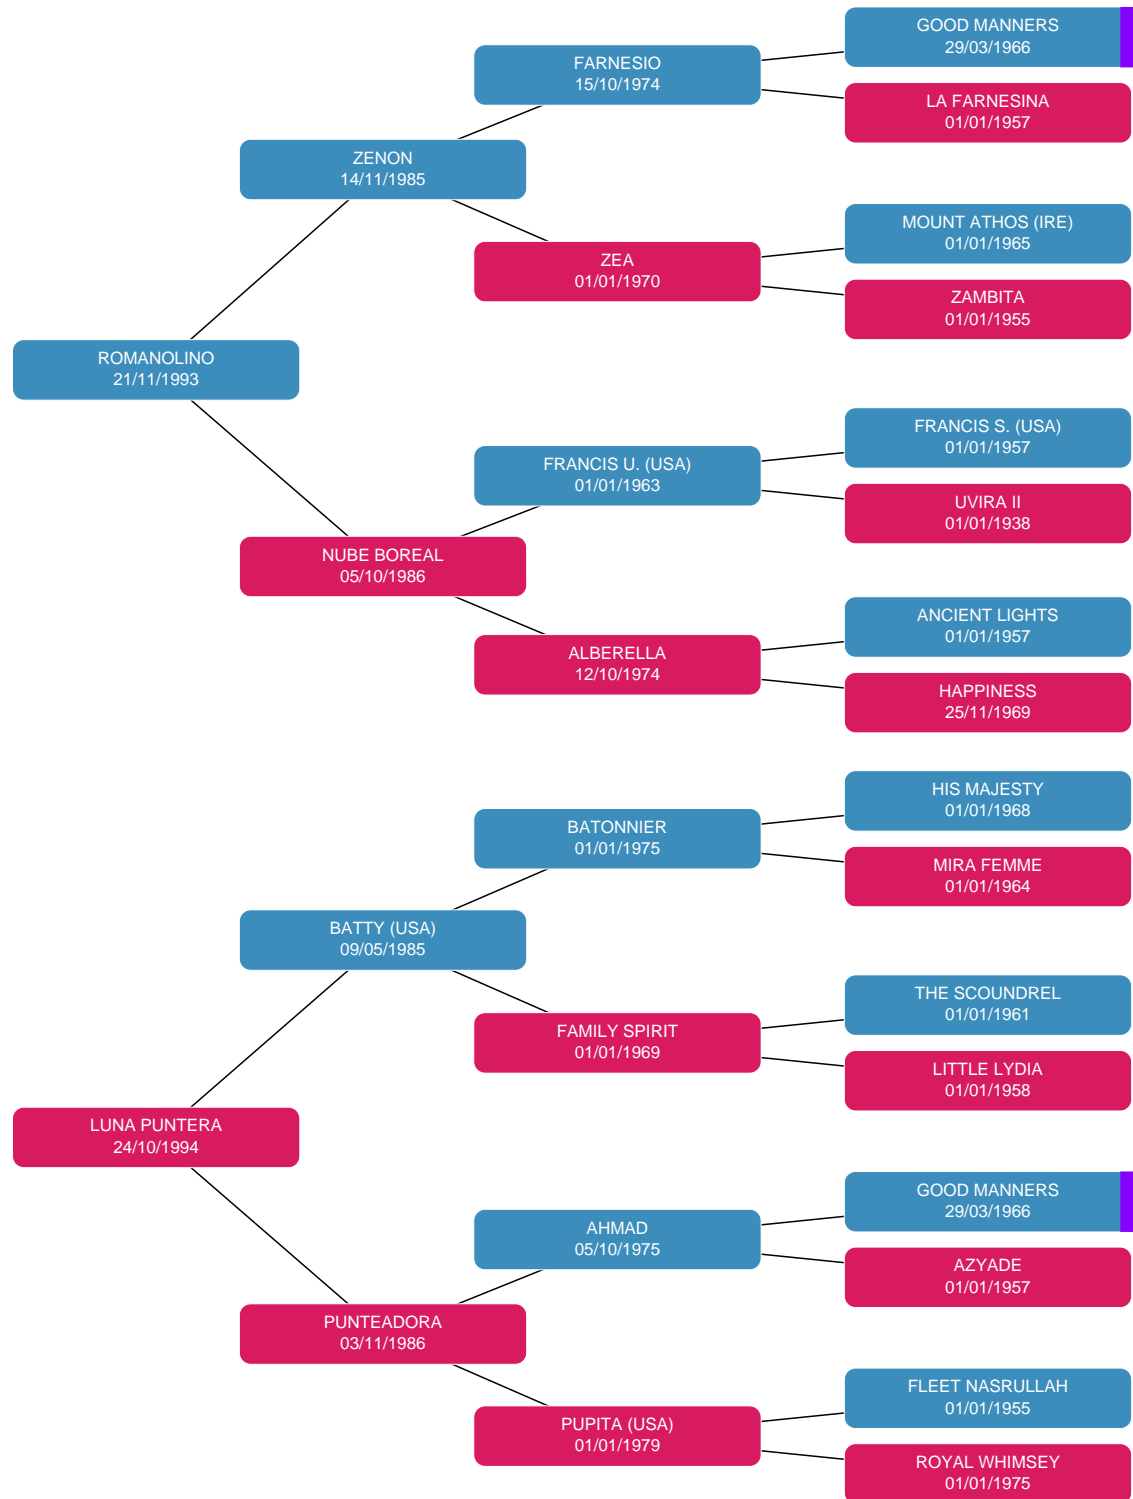 GOOD MANNERS
29/03/1966
FARNESIO
15/10/1974
LA FARNESINA
01/01/1957
ZENON
14/11/1985
MOUNT ATHOS (IRE)
01/01/1965
ZEA
01/01/1970
ZAMBITA
01/01/1955
ROMANOLINO
21/11/1993
FRANCIS S. (USA)
01/01/1957
FRANCIS U. (USA)
01/01/1963
UVIRA II
01/01/1938
NUBE BOREAL
05/10/1986
ANCIENT LIGHTS
01/01/1957
ALBERELLA
12/10/1974
HAPPINESS
25/11/1969
HIS MAJESTY
01/01/1968
BATONNIER
01/01/1975
MIRA FEMME
01/01/1964
BATTY (USA)
09/05/1985
THE SCOUNDREL
01/01/1961
FAMILY SPIRIT
01/01/1969
LITTLE LYDIA
01/01/1958
LUNA PUNTERA
24/10/1994
GOOD MANNERS
29/03/1966
AHMAD
05/10/1975
AZYADE
01/01/1957
PUNTEADORA
03/11/1986
FLEET NASRULLAH
01/01/1955
PUPITA (USA)
01/01/1979
ROYAL WHIMSEY
01/01/1975